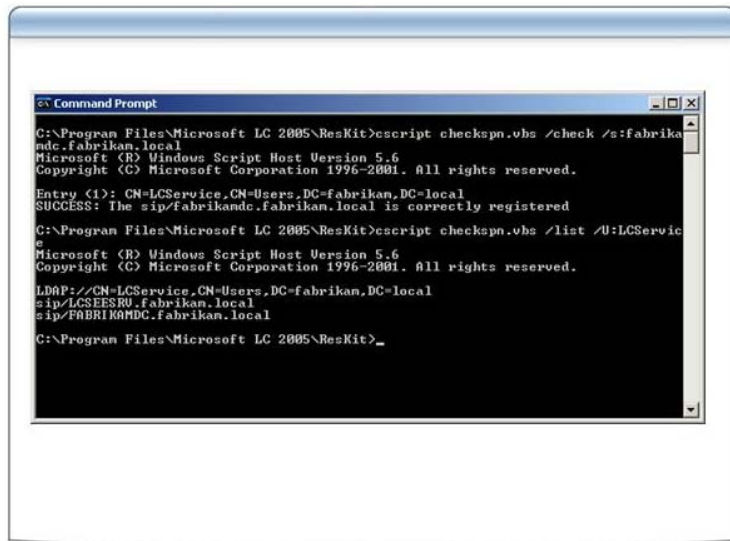 Command Prompt
C:\Program Files\Microsoft LC 2005\ResKit>cscript checkspn.vbs /check /s:fabrika
mdc.fabrikam.local
Microsoft (R) Windows Script Host Version 5.6
Copyright (C) Microsoft Corporation 1996-2001. All rights reserved.
Entry (1): CN=LCService,CN=Users,DC=fabrikam,DC=local
SUCCESS: The sip/fabrikamdc.fabrikam.local is correctly registered
C:\Program Files\Microsoft LC 2005\ResKit>cscript checkspn.vbs /list /U:LCServic
e
Microsoft (R) Windows Script Host Version 5.6
Copyright (C) Microsoft Corporation 1996-2001. All rights reserved.
LDAP://CN=LCService,CN=Users,DC=fabrikam,DC=local
sip/LCSEESRV.fabrikam.local
sip/FABRIKAMDC.fabrikam.local
C:\Program Files\Microsoft LC 2005\ResKit>_